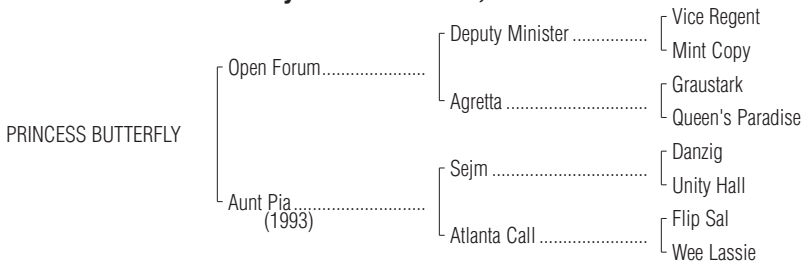 Vice Regent
Deputy Minister ................
Mint Copy
Open Forum......................
Graustark
Agretta ..............................
Queen's Paradise
PRINCESS BUTTERFLY
Danzig
Sejm .................................
Unity Hall
Aunt Pia............................
(1993)
Flip Sal
Atlanta Call .......................
Wee Lassie